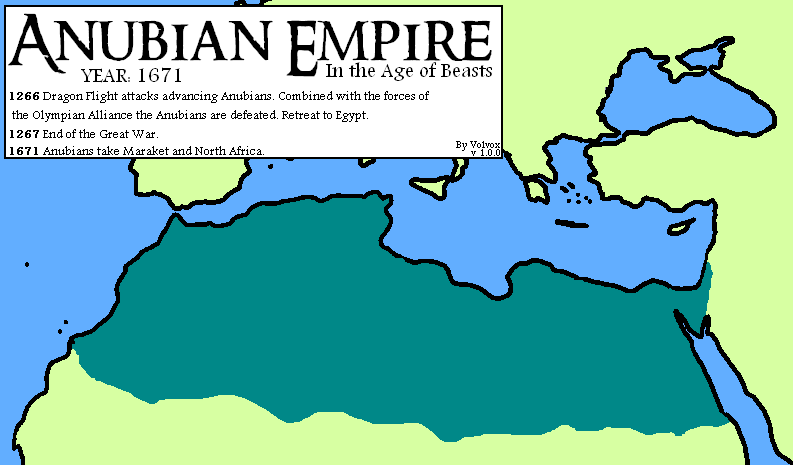 ANUBIAN EMPIRE
YEAR: 1671
In the Age of Beasts
1266 Dragon Flight attacks advancing Anubians. Combined with the forces of
the Olympian Alliance the Anubians are defeated. Retreat to Egypt.
1267 End of the Great War.
1671 Anubians take Maraket and North Africa.
By Volvox
v 1.0.0